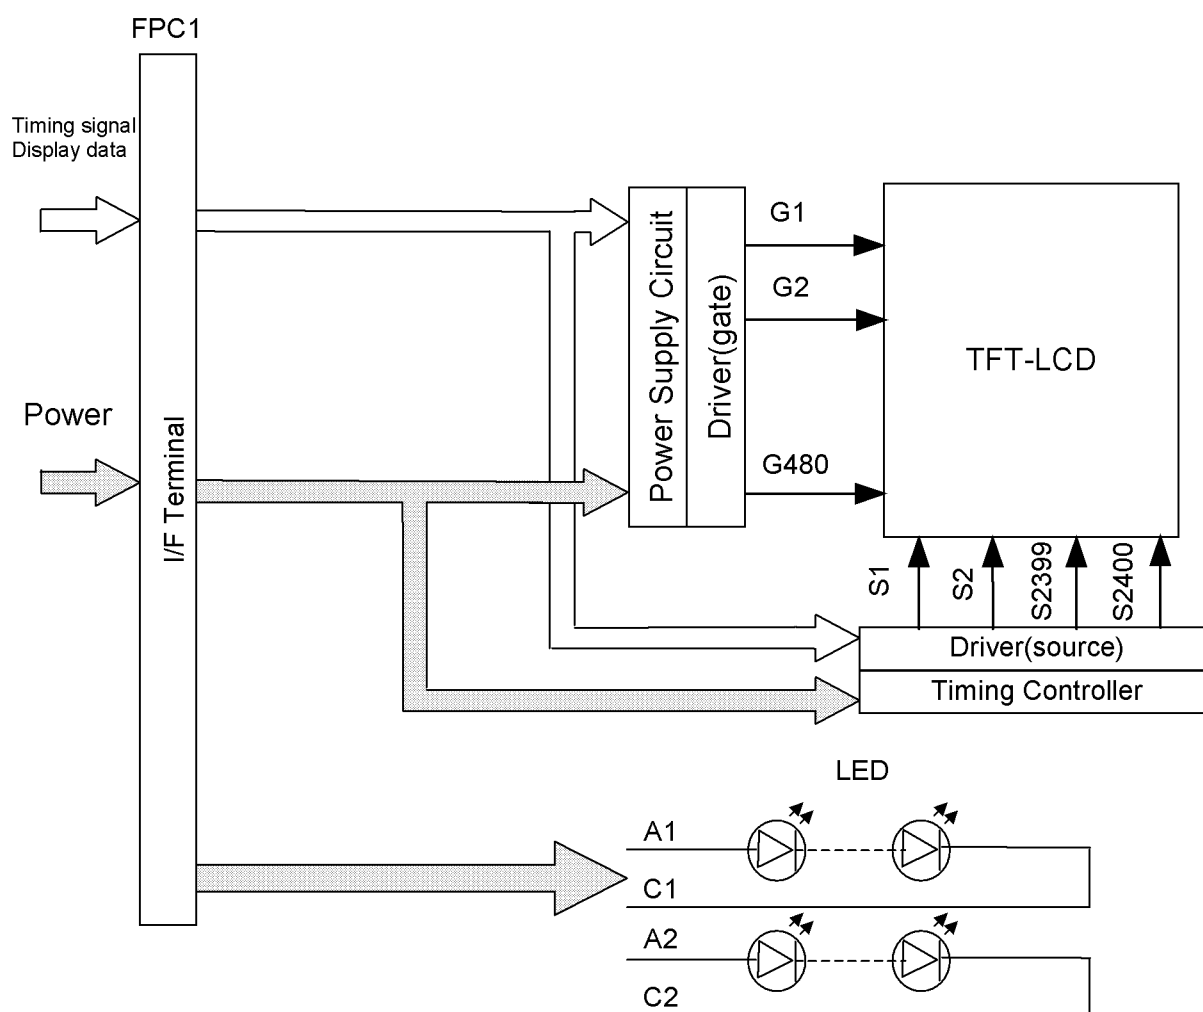 FPC1
Timing signal
Display data
Power
I/F Terminal
Power Supply Circuit
Driver(gate)
G1
G2
G480
TFT-LCD
S1
S2
S2399
S2400
Driver(source)
Timing Controller
LED
A1
C1
A2
C2